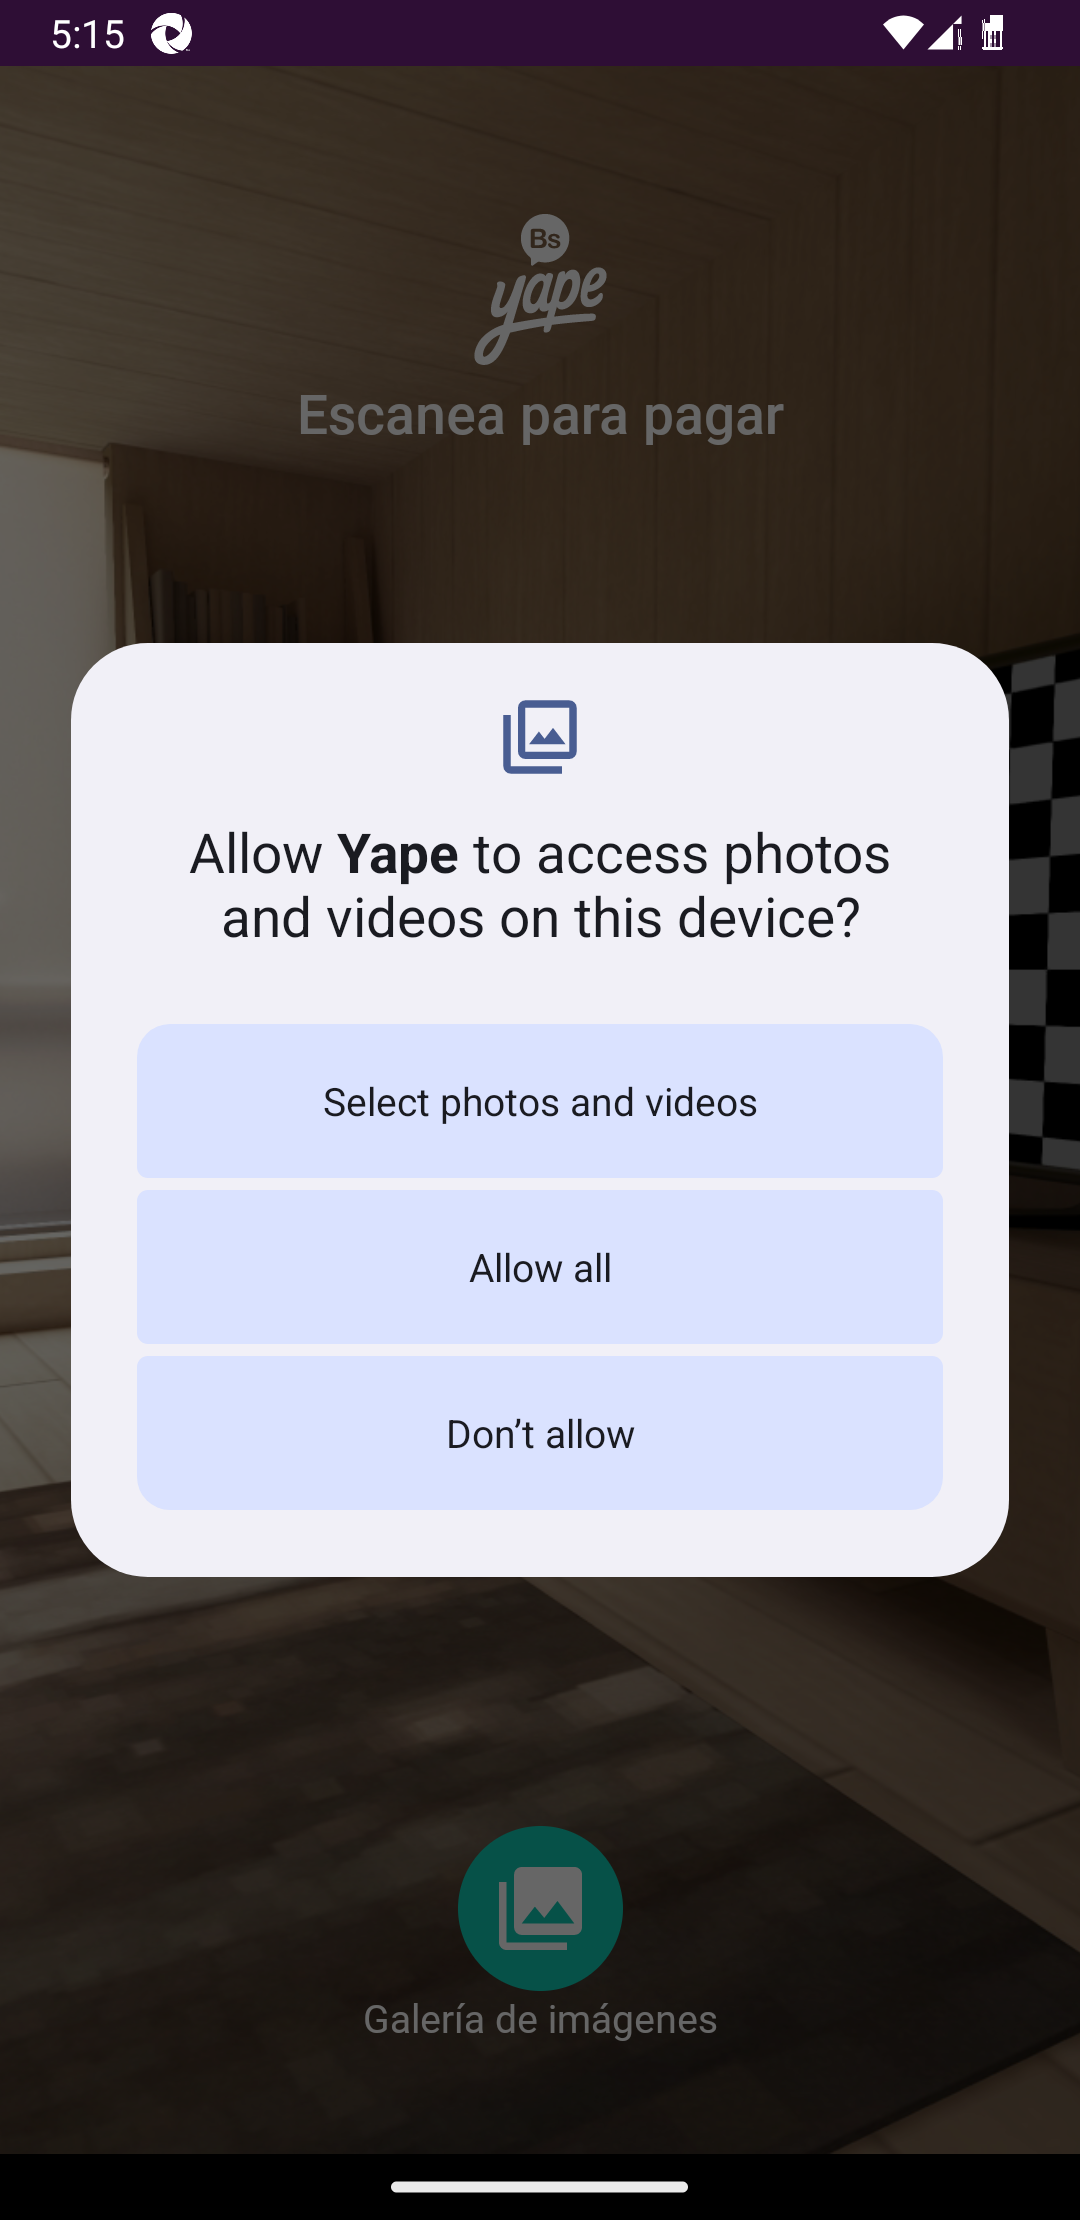 5:15
Bs
yape
Escanea para pagar
Allow Yape to access photos
and videos on this device?
Select photos and videos
Allow all
Don’t allow
Galería de imágenes